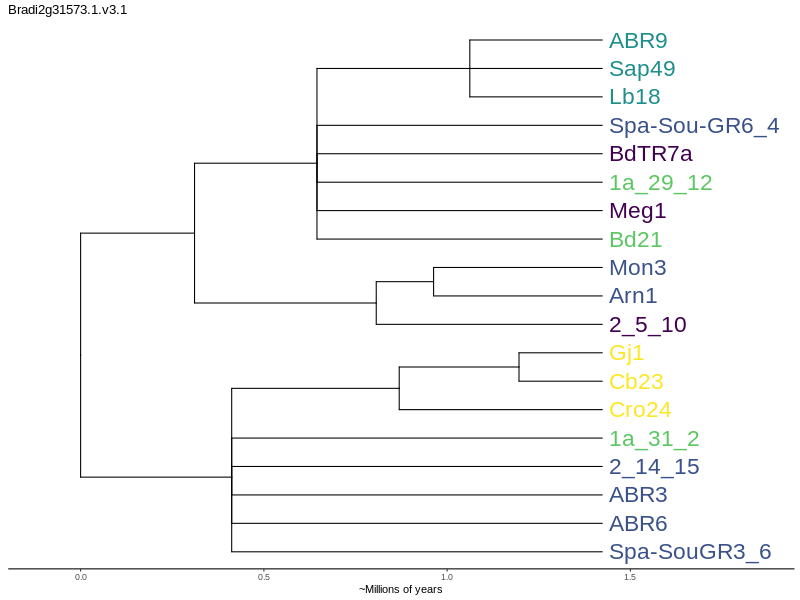 Bradi2g31573.1.v3.1
ABR9
Sap49
Lb18
Spa-Sou-GR6_4
BdTR7a
1a_29_12
Meg1
Bd21
Mon3
Arn1
2_5_10
Gj1
Cb23
Cro24
1a_31_2
2_14_15
ABR3
ABR6
Spa-SouGR3_6
0.0 0.5 1.0 1.5
~Millions of years